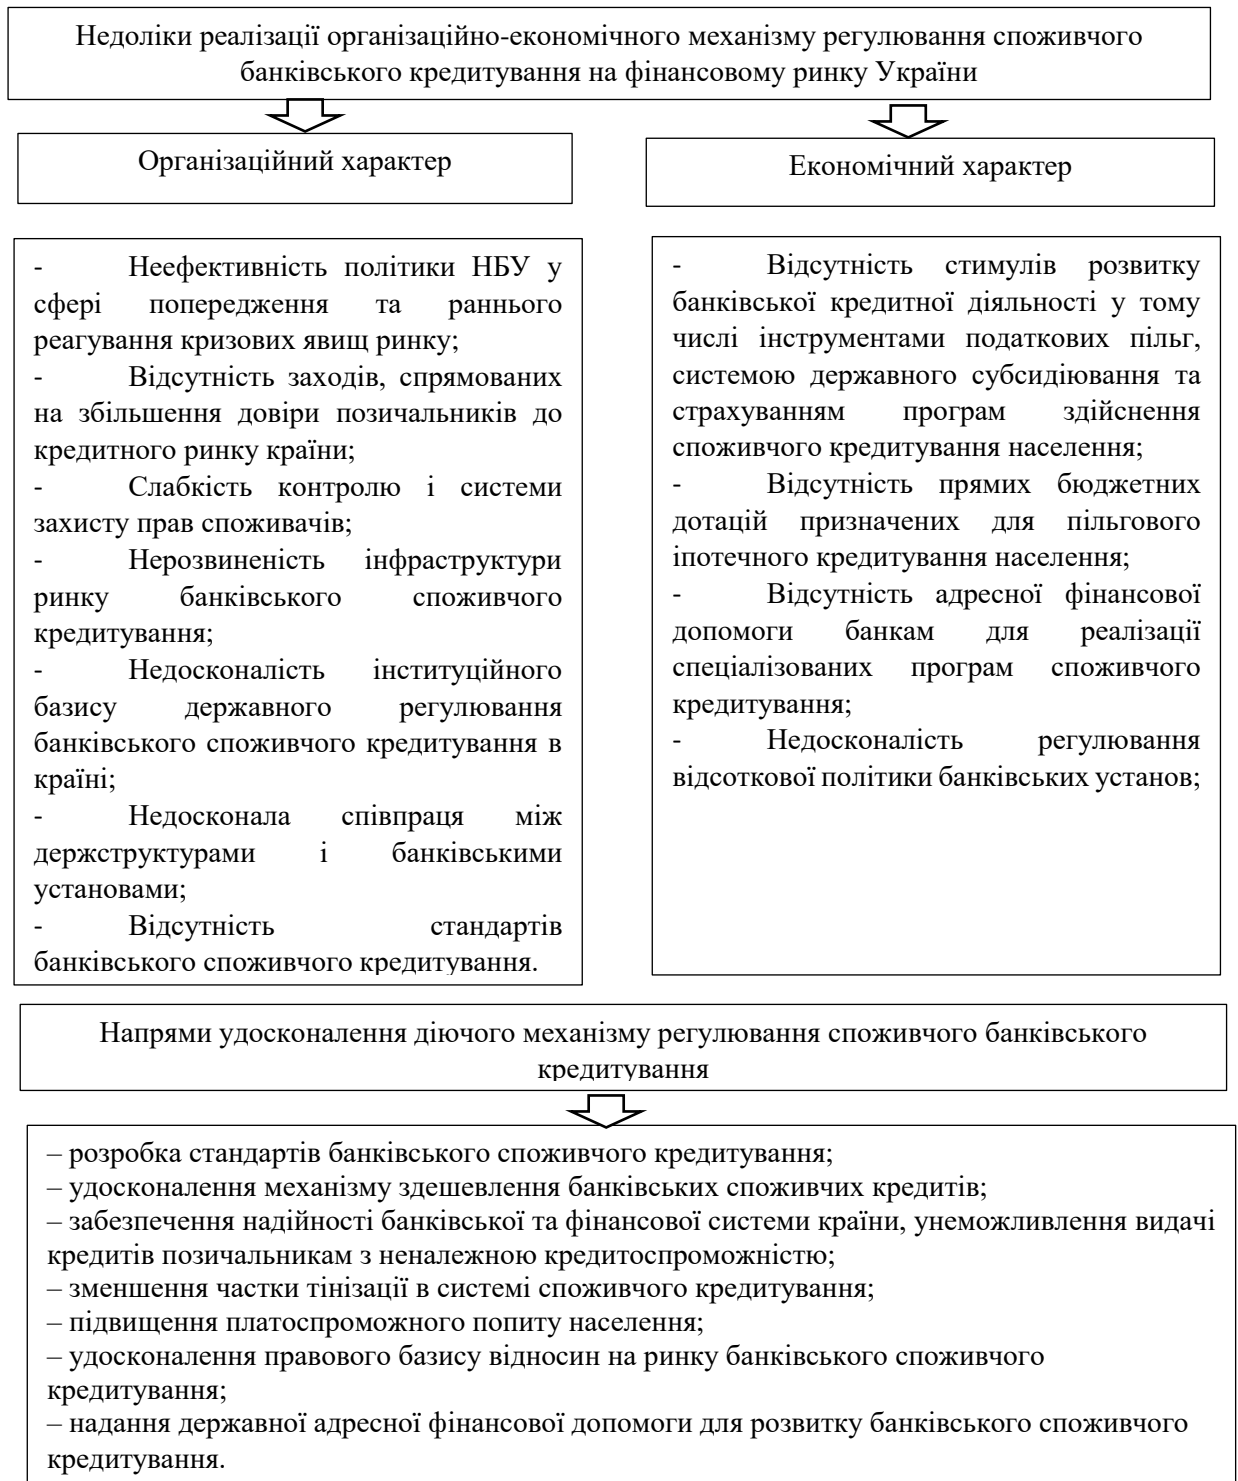 Недоліки реалізації організаційно-економічного механізму регулювання споживчого
банківського кредитування на фінансовому ринку України
Організаційний характер
Економічний характер
- Неефективність політики НБУ у
сфері попередження та раннього
реагування кризових явищ ринку;
- Відсутність заходів, спрямованих
на збільшення довіри позичальників до
кредитного ринку країни;
- Слабкість контролю і системи
захисту прав споживачів;
- Нерозвиненість інфраструктури
ринку банківського споживчого
кредитування;
- Недосконалість інституційного
базису державного регулювання
банківського споживчого кредитування в
країні;
- Недосконала співпраця між
держструктурами і банківськими
установами;
- Відсутність стандартів
банківського споживчого кредитування.
- Відсутність стимулів розвитку
банківської кредитної діяльності у тому
числі інструментами податкових пільг,
системою державного субсидіювання та
страхуванням програм здійснення
споживчого кредитування населення;
- Відсутність прямих бюджетних
дотацій призначених для пільгового
іпотечного кредитування населення;
- Відсутність адресної фінансової
допомоги банкам для реалізації
спеціалізованих програм споживчого
кредитування;
- Недосконалість регулювання
відсоткової політики банківських установ;
Напрями удосконалення діючого механізму регулювання споживчого банківського
кредитування
– розробка стандартів банківського споживчого кредитування;
– удосконалення механізму здешевлення банківських споживчих кредитів;
– забезпечення надійності банківської та фінансової системи країни, унеможливлення видачі
кредитів позичальникам з неналежною кредитоспроможністю;
– зменшення частки тінізації в системі споживчого кредитування;
– підвищення платоспроможного попиту населення;
– удосконалення правового базису відносин на ринку банківського споживчого
кредитування;
– надання державної адресної фінансової допомоги для розвитку банківського споживчого
кредитування.